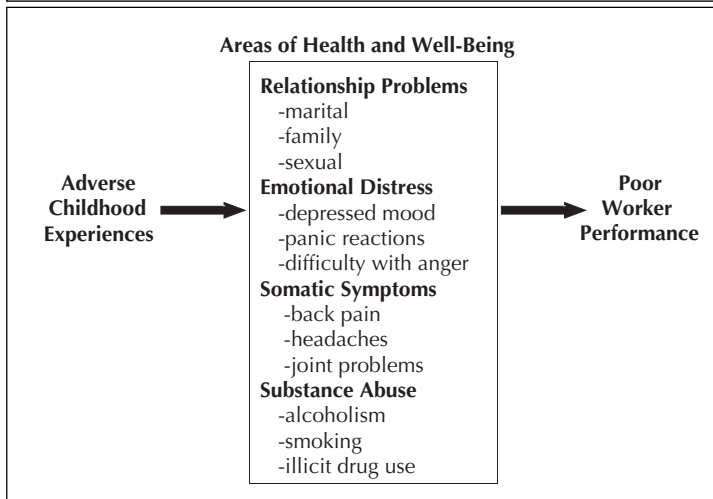 Areas of Health and Well-Being
Relationship Problems
-marital
-family
-sexual
Emotional Distress
-depressed mood
-panic reactions
-difficulty with anger
Somatic Symptoms
-back pain
-headaches
-joint problems
Substance Abuse
-alcoholism
-smoking
-illicit drug use
Adverse
Childhood
Experiences
Poor
Worker
Performance